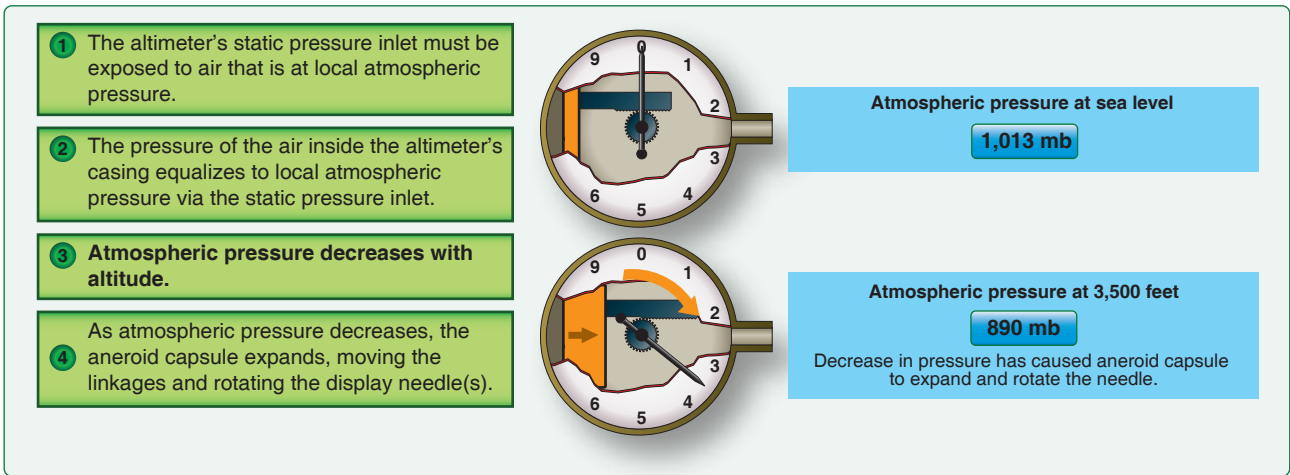 1 The altimeter's static pressure inlet must be
exposed to air that is at local atmospheric
pressure.
2 The pressure of the air inside the altimeter's
casing equalizes to local atmospheric
pressure via the static pressure inlet.
3 Atmospheric pressure decreases with
altitude.
4 As atmospheric pressure decreases, the
aneroid capsule expands, moving the
linkages and rotating the display needle(s).
0
1
2
3
4
5
6
9
Atmospheric pressure at sea level
1,013 mb
0
1
2
3
4
5
6
9
Atmospheric pressure at 3,500 feet
890 mb
Decrease in pressure has caused aneroid capsule
to expand and rotate the needle.